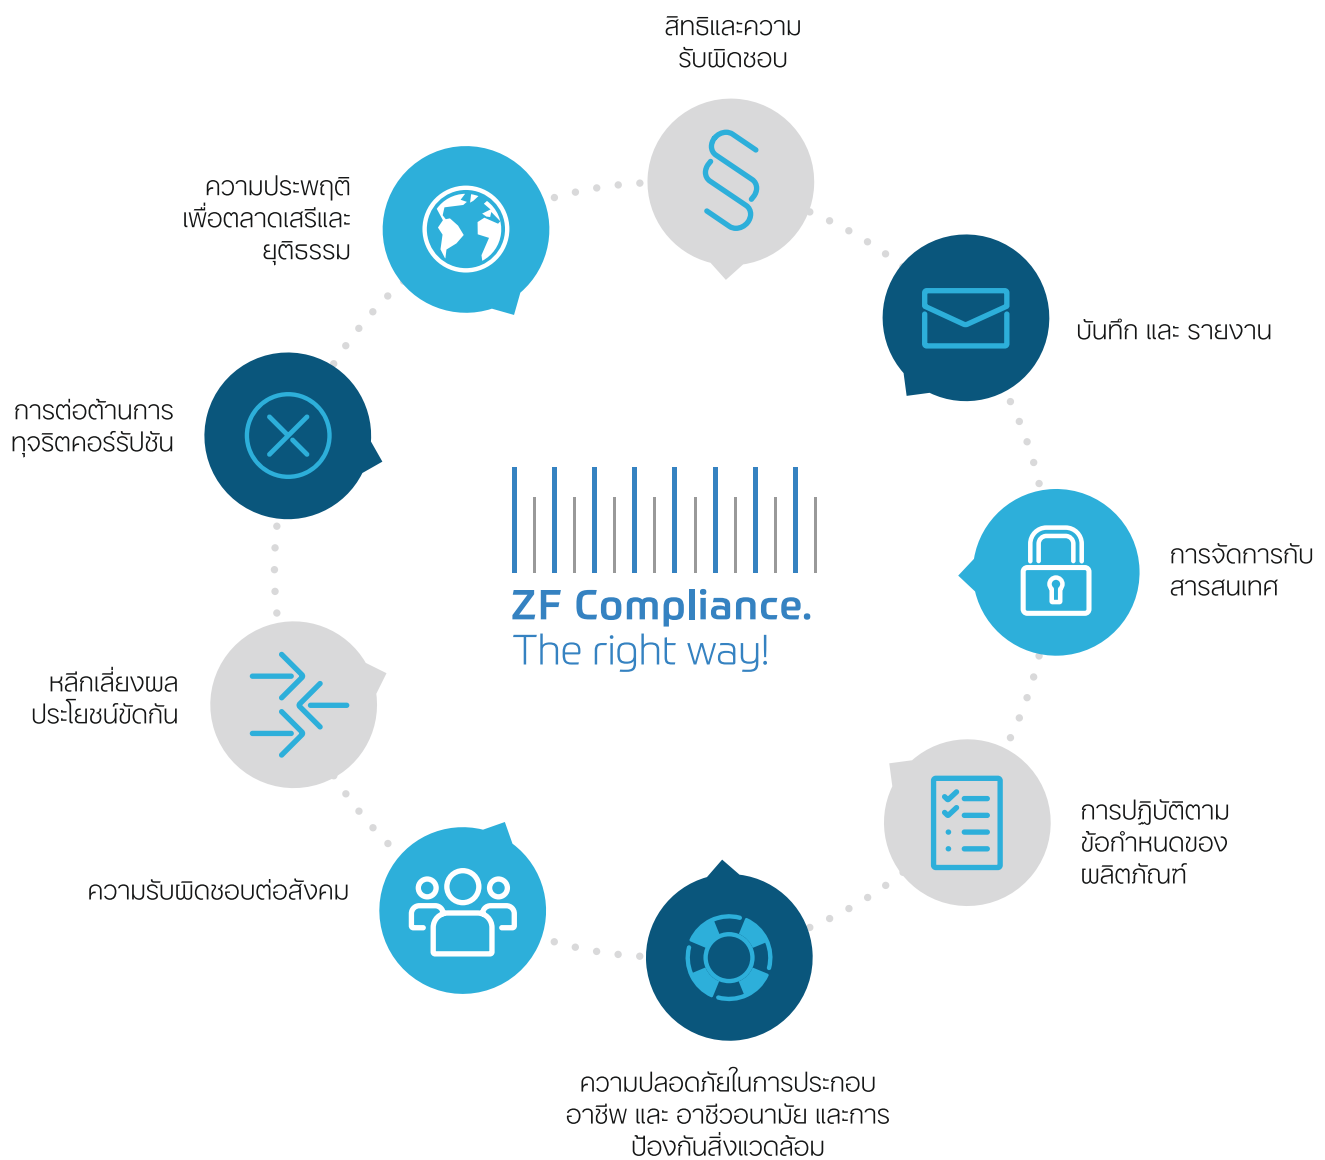 สิทธิและความ
รับผิดชอบ
บันทึก และ รายงาน
การจัดการกับ
สารสนเทศ
การปฏิบัติตาม
ข้อกำหนดของ
ผลิตภัณฑ์
ความปลอดภัยในการประกอบ
อาชีพ และ อาชีวอนามัย และการ
ป้องกันสิ่งแวดล้อม
ความรับผิดชอบต่อสังคม
หลีกเลี่ยงผล
ประโยชน์ขัดกัน
การต่อต้านการ
ทุจริตคอร์รัปชัน
ความประพฤติ
เพื่อตลาดเสรีและ
ยุติธรรม
ZF Compliance.
The right way!